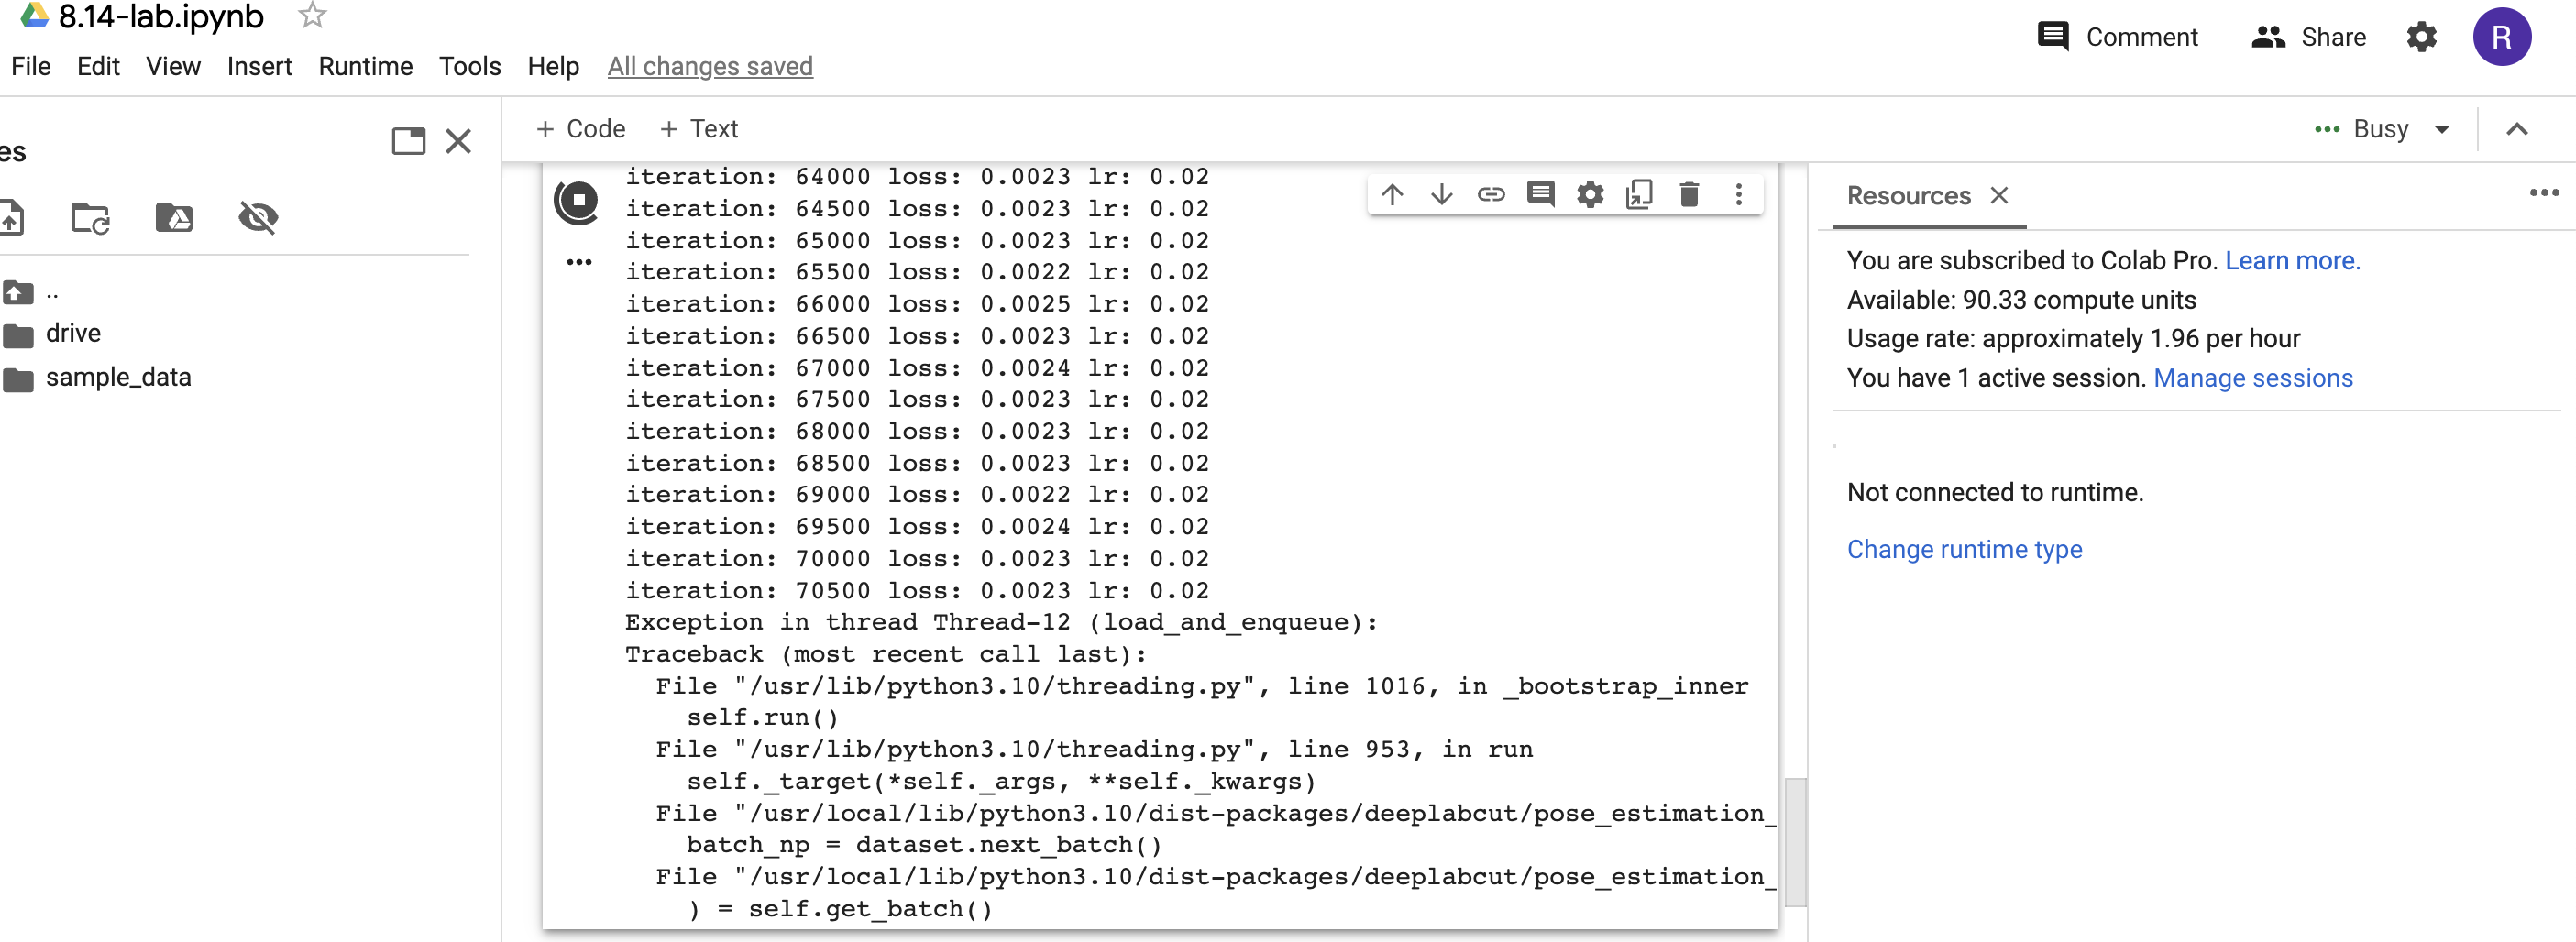 8.14-lab.ipynb
Comment
Share
R
File Edit View Insert Runtime Tools Help All changes saved
es
+ Code + Text
Busy
..
drive
sample_data
iteration: 64000 loss: 0.0023 lr: 0.02
iteration: 64500 loss: 0.0023 lr: 0.02
iteration: 65000 loss: 0.0023 lr: 0.02
iteration: 65500 loss: 0.0022 lr: 0.02
iteration: 66000 loss: 0.0025 lr: 0.02
iteration: 66500 loss: 0.0023 lr: 0.02
iteration: 67000 loss: 0.0024 lr: 0.02
iteration: 67500 loss: 0.0023 lr: 0.02
iteration: 68000 loss: 0.0023 lr: 0.02
iteration: 68500 loss: 0.0023 lr: 0.02
iteration: 69000 loss: 0.0022 lr: 0.02
iteration: 69500 loss: 0.0024 lr: 0.02
iteration: 70000 loss: 0.0023 lr: 0.02
iteration: 70500 loss: 0.0023 lr: 0.02
Exception in thread Thread-12 (load_and_enqueue):
Traceback (most recent call last):
File "/usr/lib/python3.10/threading.py", line 1016, in _bootstrap_inner
self.run()
File "/usr/lib/python3.10/threading.py", line 953, in run
self._target(*self._args, **self._kwargs)
File "/usr/local/lib/python3.10/dist-packages/deeplabcut/pose_estimation_
batch_np = dataset.next_batch()
File "/usr/local/lib/python3.10/dist-packages/deeplabcut/pose_estimation_
) = self.get_batch()
Resources
You are subscribed to Colab Pro. Learn more.
Available: 90.33 compute units
Usage rate: approximately 1.96 per hour
You have 1 active session. Manage sessions
Not connected to runtime.
Change runtime type